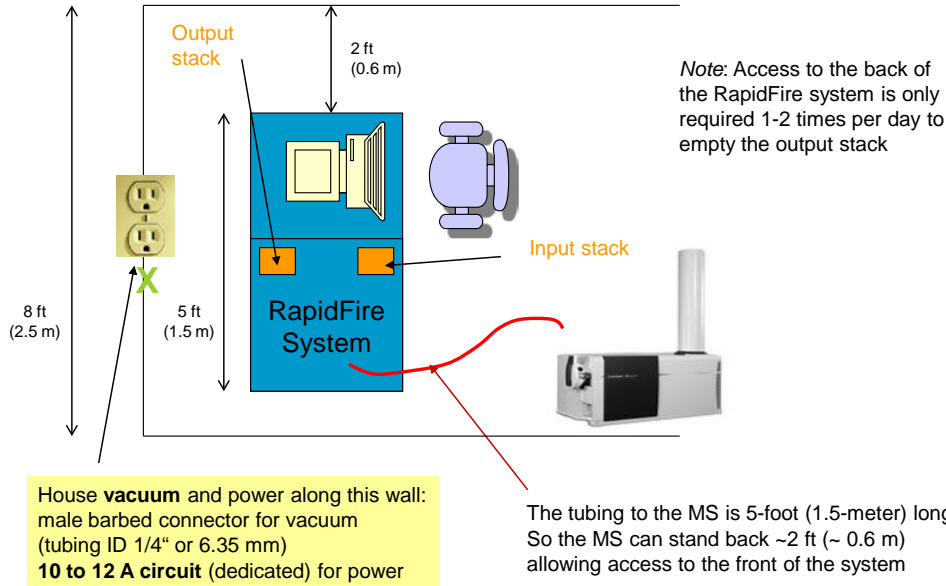 Output
stack
2 ft
(0.6 m)
Note: Access to the back of
the RapidFire system is only
required 1-2 times per day to
empty the output stack
Input stack
X
8 ft
(2.5 m)
5 ft
(1.5 m)
RapidFire
System
House vacuum and power along this wall:
male barbed connector for vacuum
(tubing ID 1/4“ or 6.35 mm)
10 to 12 A circuit (dedicated) for power
The tubing to the MS is 5-foot (1.5-meter) long
So the MS can stand back ~2 ft (~ 0.6 m)
allowing access to the front of the system